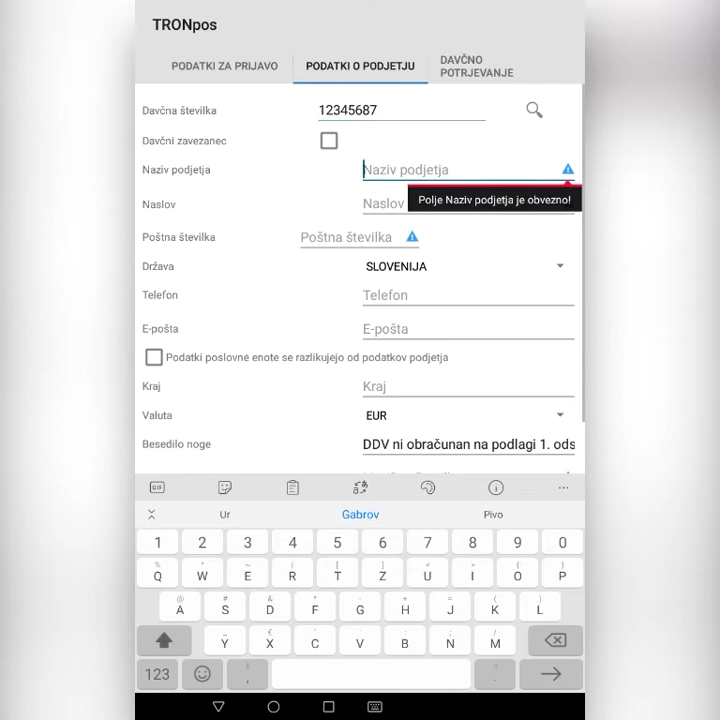 TRONpos
PODATKI ZA PRIJAVO
PODATKI O PODJETJU
DAVČNO
POTRJEVANJE
Davčna številka
12345687
Davčni zavezanec
Naziv podjetja
Naziv podjetja
Polje Naziv podjetja je obvezno!
Naslov
Naslov
Poštna številka
Poštna številka
Država
SLOVENIJA
Telefon
Telefon
E-pošta
E-pošta
Podatki poslovne enote se razlikujejo od podatkov podjetja
Kraj
Kraj
Valuta
EUR
Besedilo noge
DDV ni obračunan na podlagi 1. ods
GIF
Ur
Gabrov
Pivo
1 2 3 4 5 6 7 8 9 0
Q W E R T Z U I O P
A S D F G H J K L
Y X C V B N M
123 , .